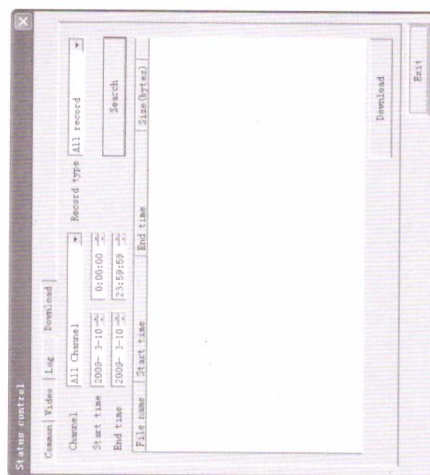 Status control
Common Video Log Download
Channel All Channel Record type All record
Start time 2009- 3-10 0:00:00 Search
End time 2009- 3-10 23:59:59
File name Start time End time Size(bytes)
Download
Exit